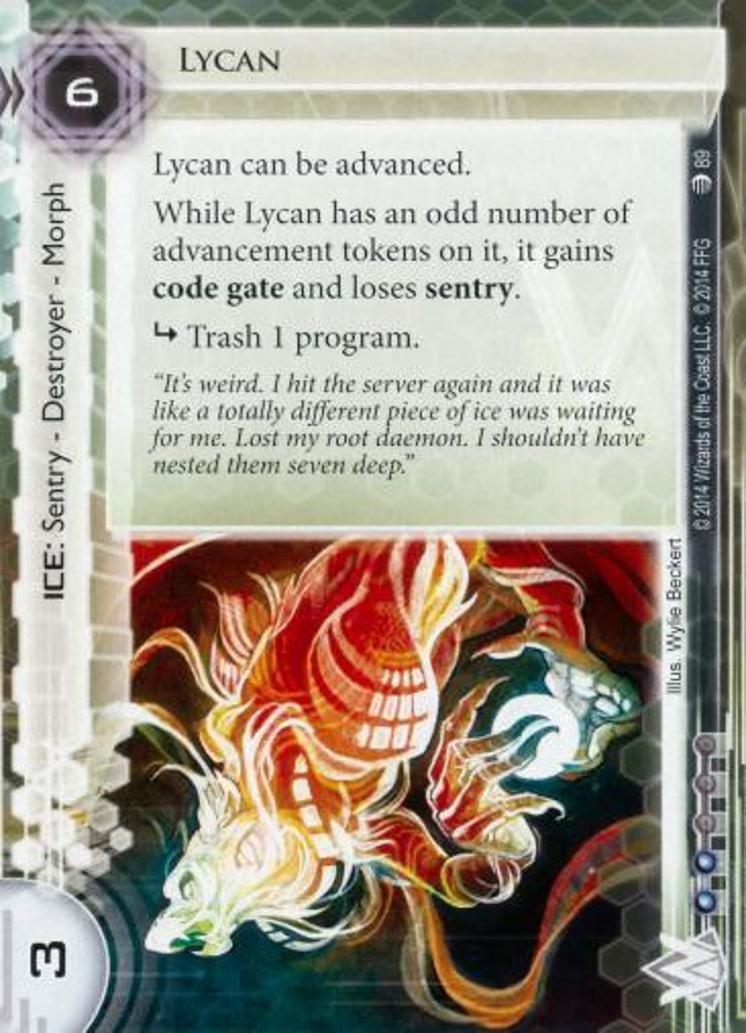 LYCAN
6
Lycan can be advanced.
While Lycan has an odd number of
advancement tokens on it, it gains
code gate and loses sentry.
↳ Trash 1 program.
“It’s weird. I hit the server again and it was
like a totally different piece of ice was waiting
for me. Lost my root daemon. I shouldn’t have
nested them seven deep.”
ICE: Sentry - Destroyer - Morph
3
Illus. Wylie Beckert
© 2014 Wizards of the Coast LLC. © 2014 FFG
89